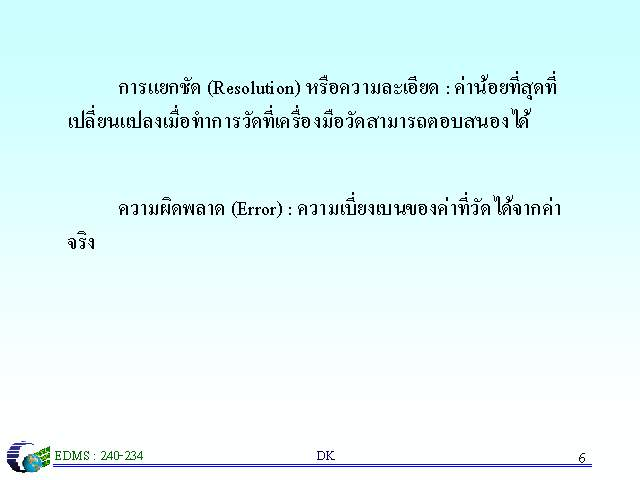 การแยกชัด (Resolution) หรือความละเอียด : ค่าน้อยที่สุดที่
เปลี่ยนแปลงเมื่อทำการวัดที่เครื่องมือวัดสามารถตอบสนองได้
ความผิดพลาด (Error) : ความเบี่ยงเบนของค่าที่วัดได้จากค่า
จริง
EDMS : 240-234 DK 6